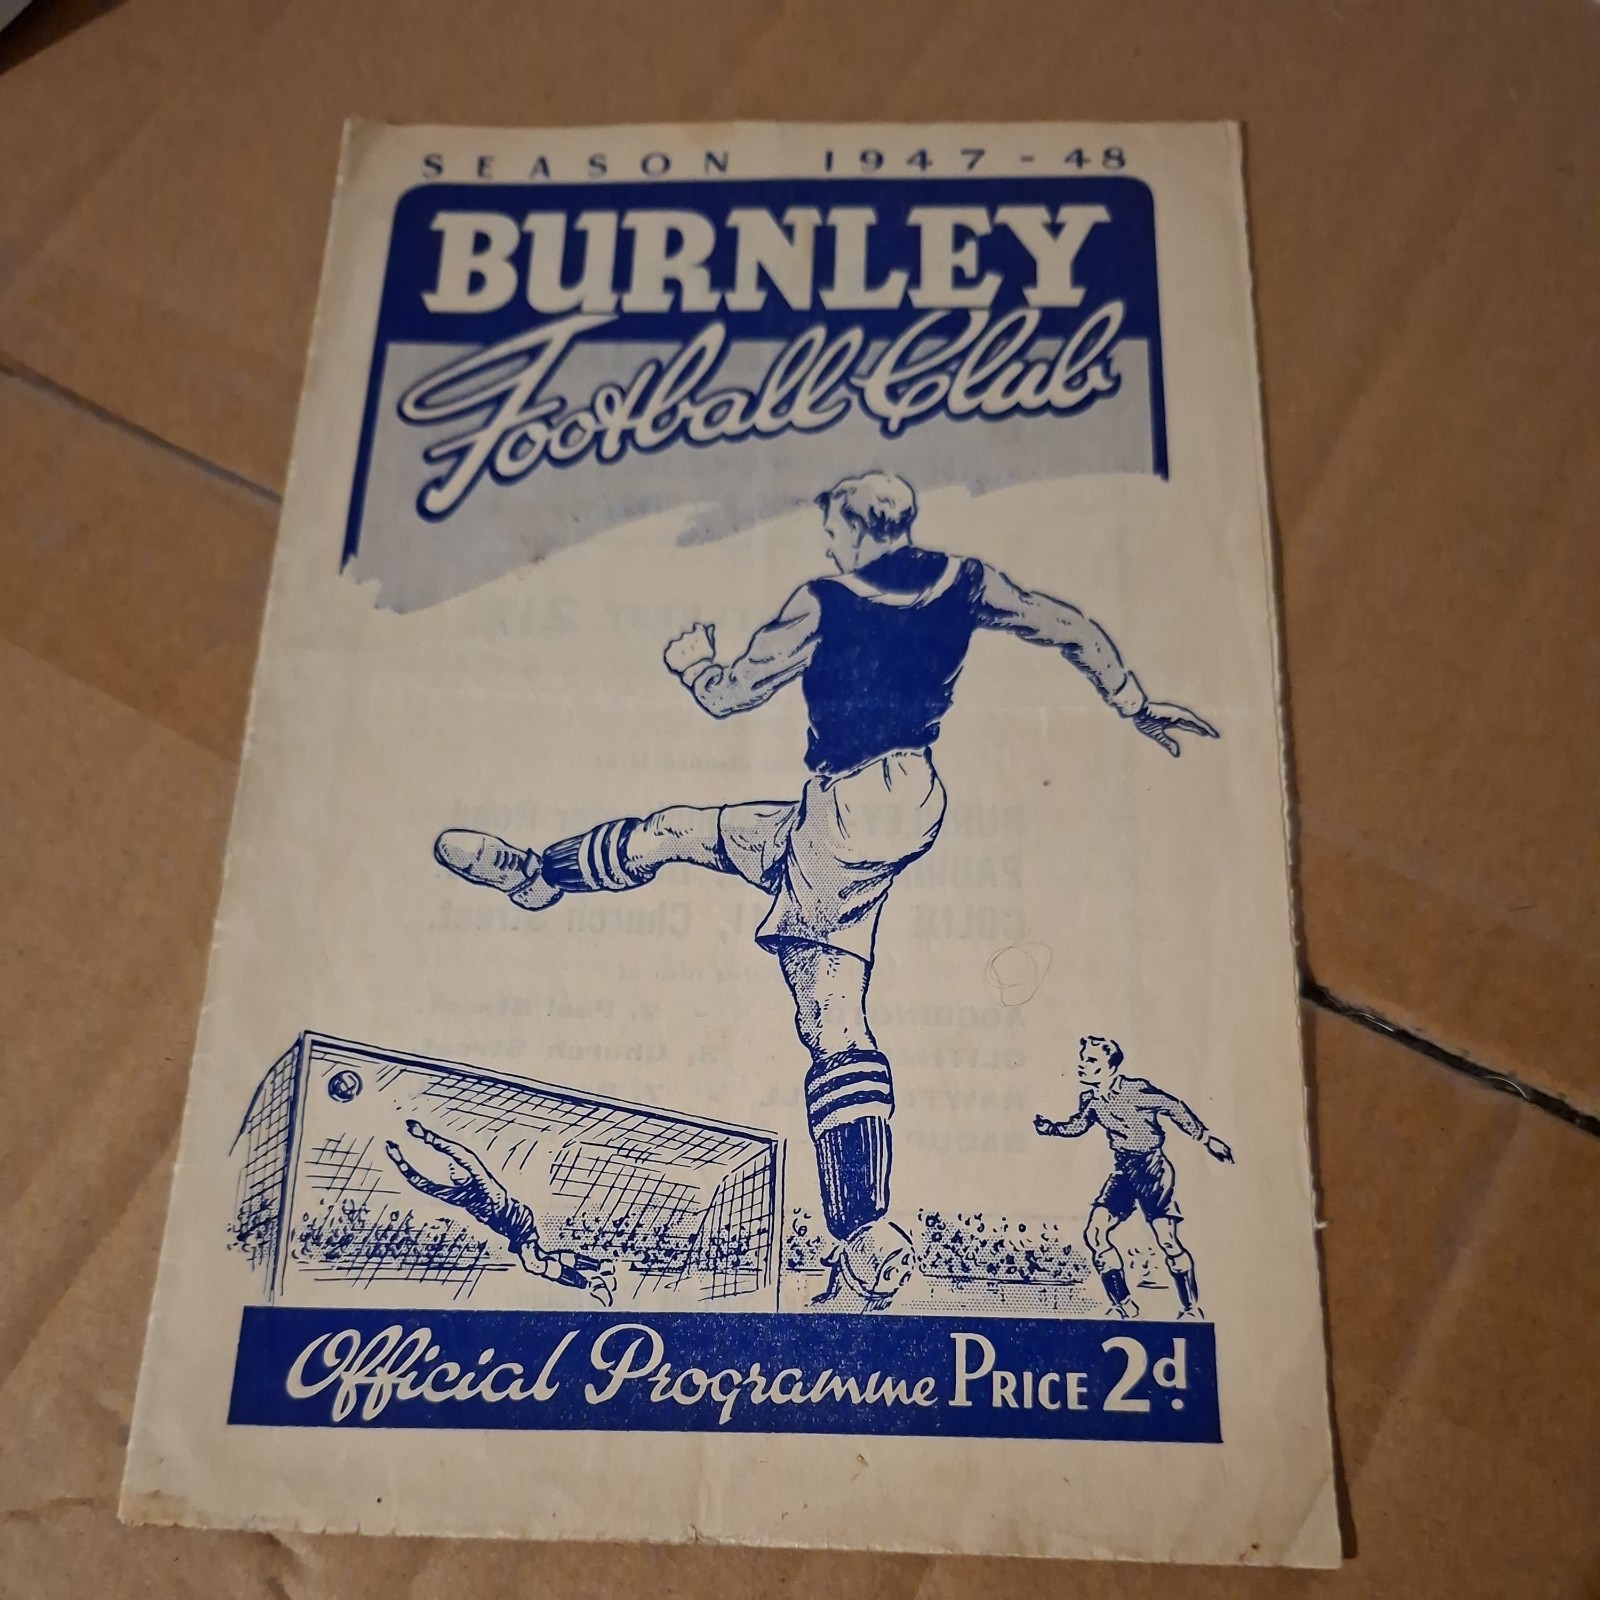 SEASON 1947-48
BURNLEY
Football Club
Official Programme PRICE 2d.